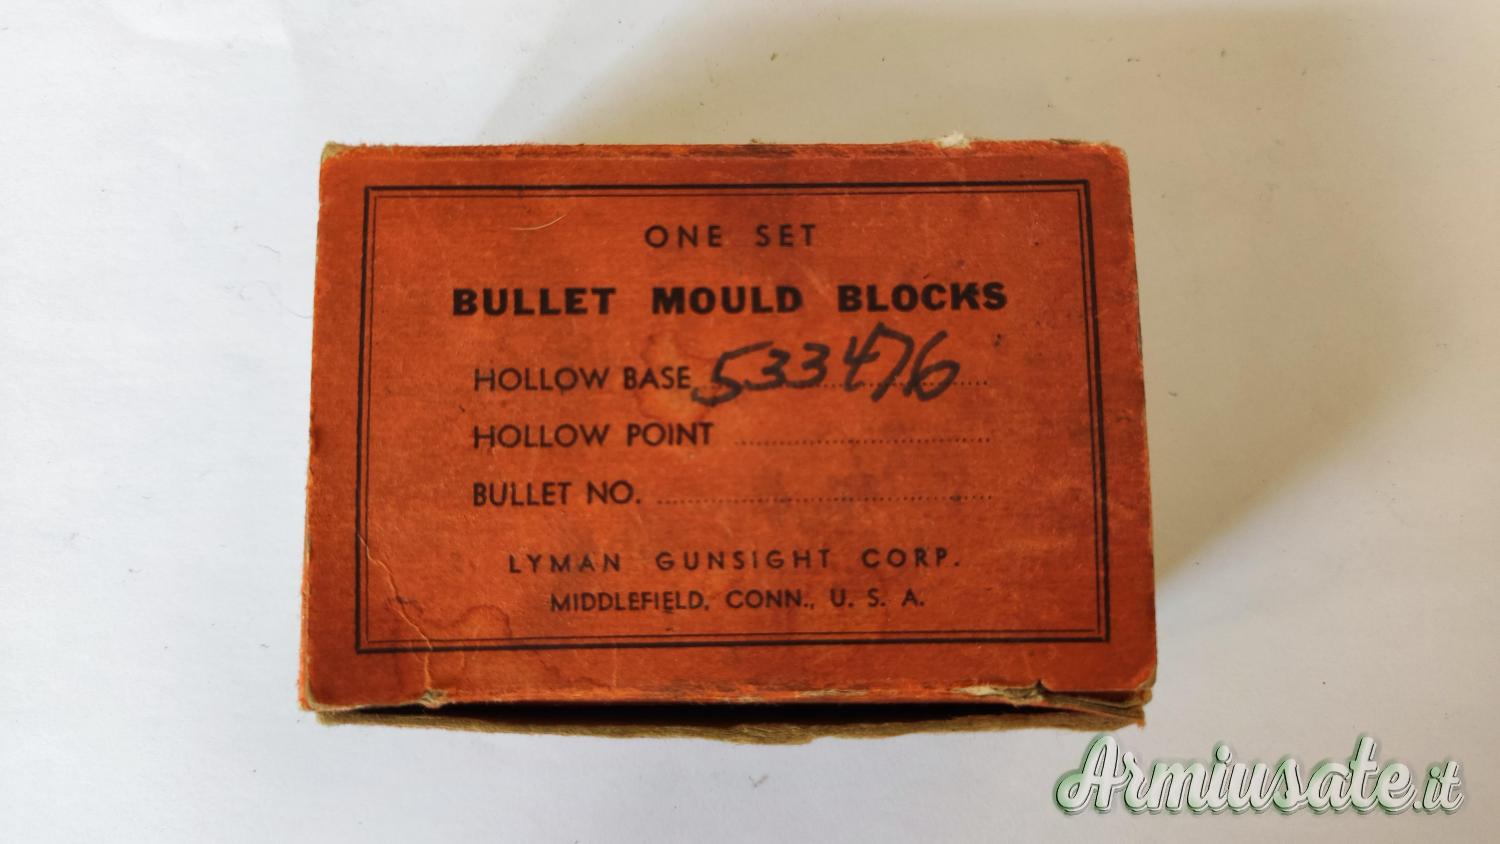 ONE SET
BULLET MOULD BLOCKS
HOLLOW BASE 533476
HOLLOW POINT
BULLET NO.
LYMAN GUNSIGHT CORP.
MIDDLEFIELD, CONN., U. S. A.
Armiusate.it